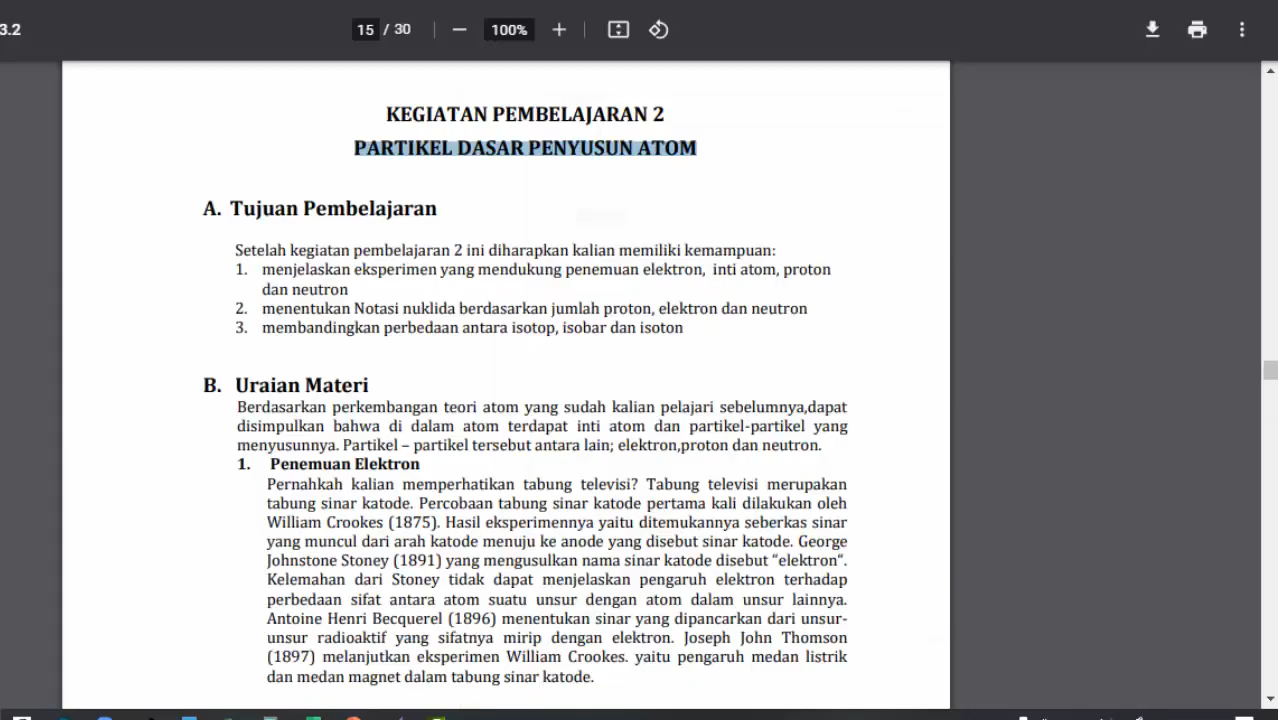 3.2
15 / 30
100%
KEGIATAN PEMBELAJARAN 2
PARTIKEL DASAR PENYUSUN ATOM
A. Tujuan Pembelajaran
Setelah kegiatan pembelajaran 2 ini diharapkan kalian memiliki kemampuan:
1. menjelaskan eksperimen yang mendukung penemuan elektron, inti atom, proton
dan neutron
2. menentukan Notasi nuklida berdasarkan jumlah proton, elektron dan neutron
3. membandingkan perbedaan antara isotop, isobar dan isoton
B. Uraian Materi
Berdasarkan perkembangan teori atom yang sudah kalian pelajari sebelumnya,dapat
disimpulkan bahwa di dalam atom terdapat inti atom dan partikel-partikel yang
menyusunnya. Partikel – partikel tersebut antara lain; elektron,proton dan neutron.
1. Penemuan Elektron
Pernahkah kalian memperhatikan tabung televisi? Tabung televisi merupakan
tabung sinar katode. Percobaan tabung sinar katode pertama kali dilakukan oleh
William Crookes (1875). Hasil eksperimennya yaitu ditemukannya seberkas sinar
yang muncul dari arah katode menuju ke anode yang disebut sinar katode. George
Johnstone Stoney (1891) yang mengusulkan nama sinar katode disebut “elektron“.
Kelemahan dari Stoney tidak dapat menjelaskan pengaruh elektron terhadap
perbedaan sifat antara atom suatu unsur dengan atom dalam unsur lainnya.
Antoine Henri Becquerel (1896) menentukan sinar yang dipancarkan dari unsur-
unsur radioaktif yang sifatnya mirip dengan elektron. Joseph John Thomson
(1897) melanjutkan eksperimen William Crookes. yaitu pengaruh medan listrik
dan medan magnet dalam tabung sinar katode.